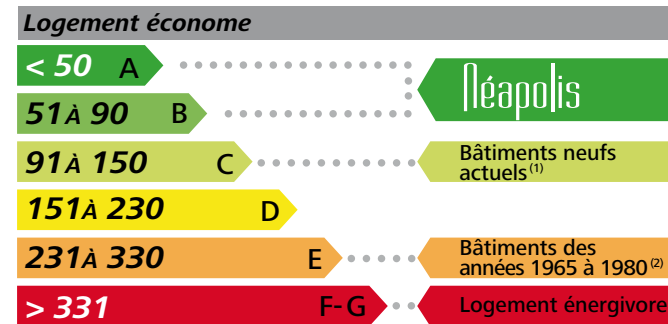 Logement économe
< 50 A
Néapolis
51 À 90 B
91 À 150 C
Bâtiments neufs
actuels (1)
151 À 230 D
231 À 330 E
Bâtiments des
années 1965 à 1980 (2)
> 331 F-G
Logement énergivore